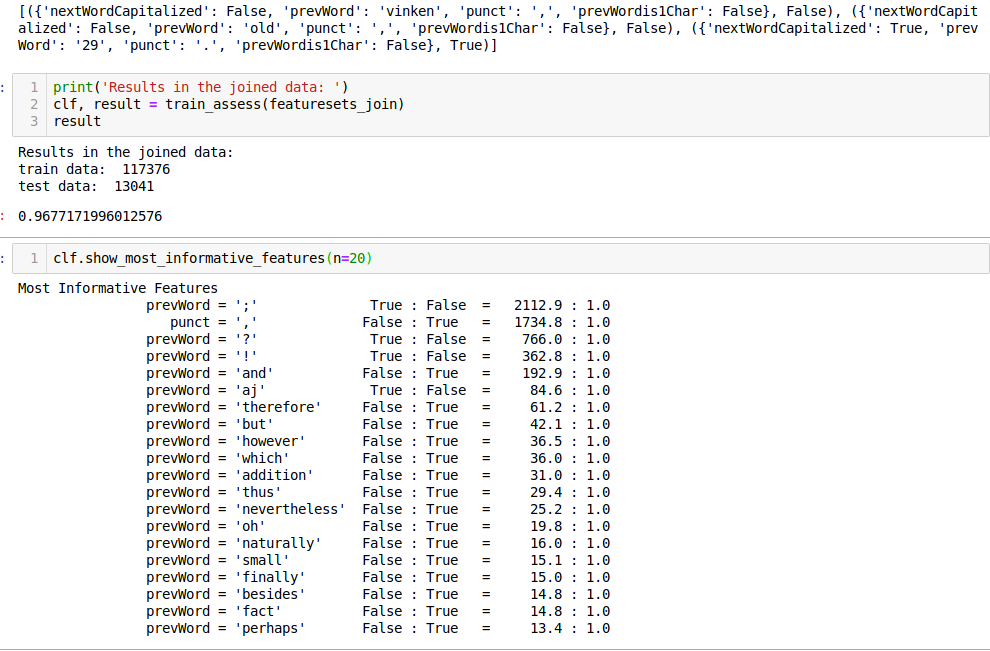 [({'nextWordCapitalized': False, 'prevWord': 'vinken', 'punct': ',', 'prevWordis1Char': False}, False), ({'nextWordCapit
alized': False, 'prevWord': 'old', 'punct': ',', 'prevWordis1Char': False}, False), ({'nextWordCapitalized': True, 'prev
Word': '29', 'punct': '.', 'prevWordis1Char': False}, True)]
: 1 print('Results in the joined data: ')
2 clf, result = train_assess(featuresets_join)
3 result
Results in the joined data:
train data:  117376
test data:  13041
: 0.9677171996012576
: 1 clf.show_most_informative_features(n=20)
Most Informative Features
prevWord = ';' True : False = 2112.9 : 1.0
punct = ',' False : True = 1734.8 : 1.0
prevWord = '?' True : False = 766.0 : 1.0
prevWord = '!' True : False = 362.8 : 1.0
prevWord = 'and' False : True = 192.9 : 1.0
prevWord = 'aj' True : False = 84.6 : 1.0
prevWord = 'therefore' False : True = 61.2 : 1.0
prevWord = 'but' False : True = 42.1 : 1.0
prevWord = 'however' False : True = 36.5 : 1.0
prevWord = 'which' False : True = 36.0 : 1.0
prevWord = 'addition' False : True = 31.0 : 1.0
prevWord = 'thus' False : True = 29.4 : 1.0
prevWord = 'nevertheless' False : True = 25.2 : 1.0
prevWord = 'oh' False : True = 19.8 : 1.0
prevWord = 'naturally' False : True = 16.0 : 1.0
prevWord = 'small' False : True = 15.1 : 1.0
prevWord = 'finally' False : True = 15.0 : 1.0
prevWord = 'besides' False : True = 14.8 : 1.0
prevWord = 'fact' False : True = 14.8 : 1.0
prevWord = 'perhaps' False : True = 13.4 : 1.0